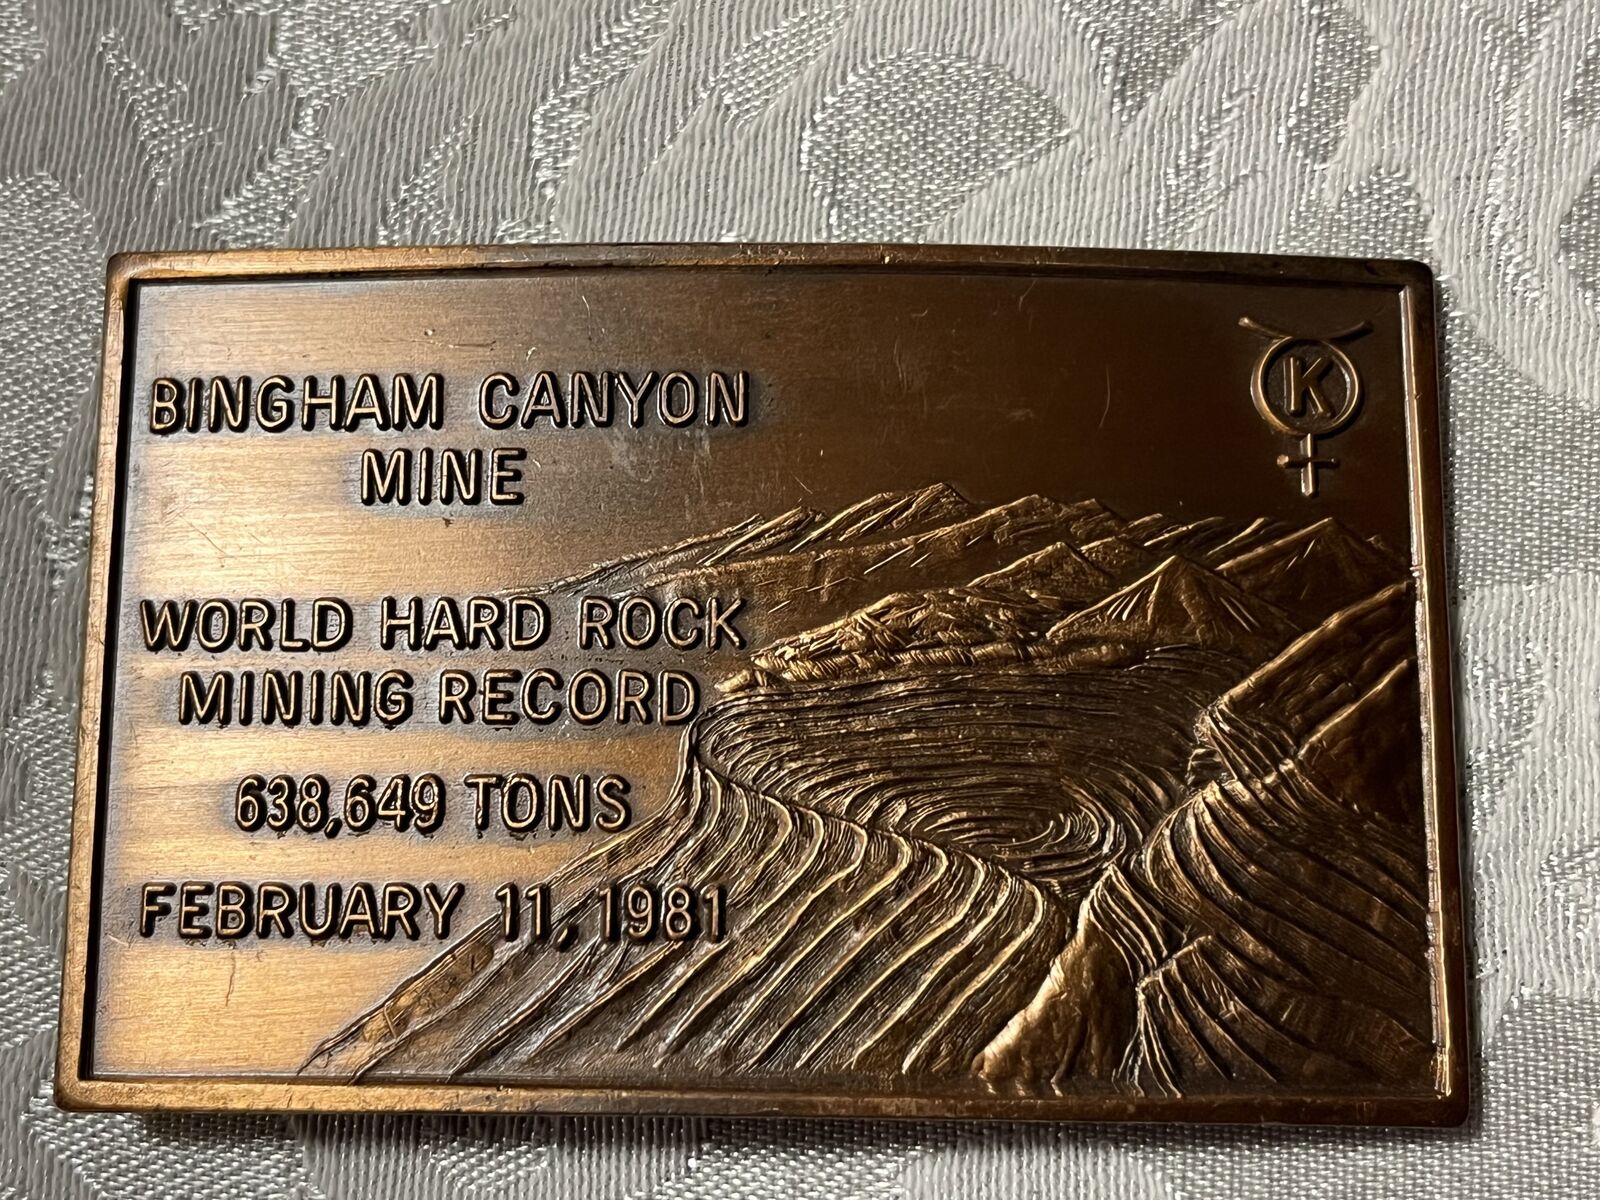 BINGHAM CANYON
MINE
K
WORLD HARD ROCK
MINING RECORD
638,649 TONS
FEBRUARY 11, 1981